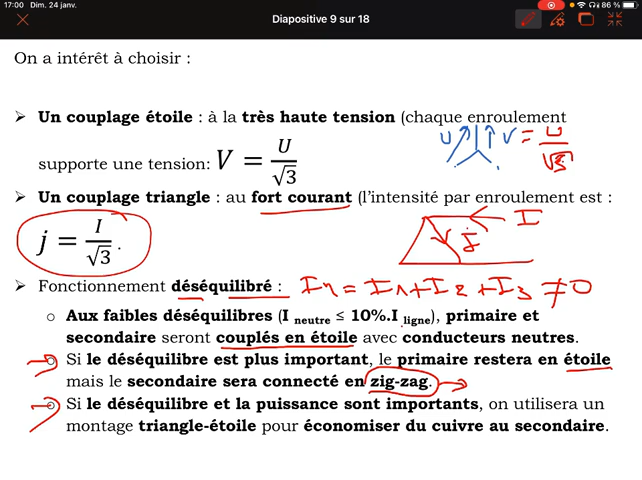 17:00 Dim. 24 janv.
86 %
Diapositive 9 sur 18
On a intérêt à choisir :
➤ Un couplage étoile : à la très haute tension (chaque enroulement
supporte une tension: V = U/√3
U V = U/√3
➤ Un couplage triangle : au fort courant (l'intensité par enroulement est :
j = I/√3 .
I
j
➤ Fonctionnement déséquilibré : In = I1 + I2 + I3 ≠ 0
o Aux faibles déséquilibres (I neutre ≤ 10%.I ligne), primaire et
secondaire seront couplés en étoile avec conducteurs neutres.
o Si le déséquilibre est plus important, le primaire restera en étoile
mais le secondaire sera connecté en zig-zag.
o Si le déséquilibre et la puissance sont importants, on utilisera un
montage triangle-étoile pour économiser du cuivre au secondaire.